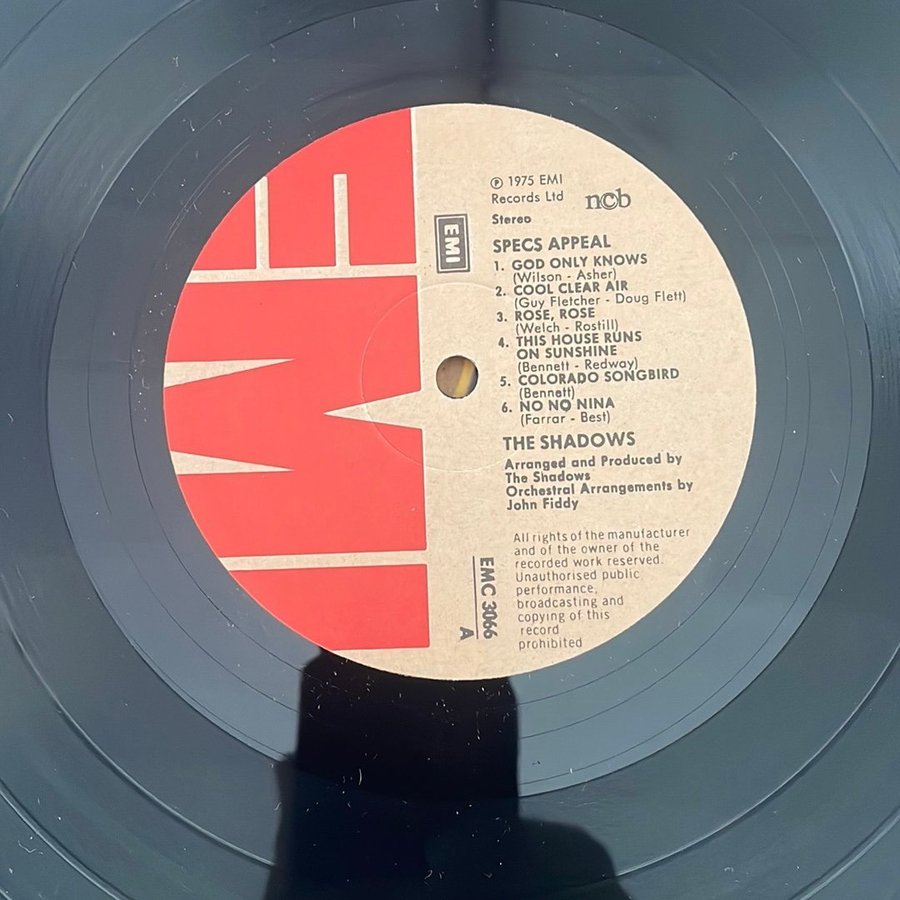 EMI
EMI
℗ 1975 EMI
Records Ltd
ncb
Stereo
SPECS APPEAL
1. GOD ONLY KNOWS
(Wilson - Asher)
2. COOL CLEAR AIR
(Guy Fletcher - Doug Flett)
3. ROSE, ROSE
(Welch - Rostill)
4. THIS HOUSE RUNS
ON SUNSHINE
(Bennett - Redway)
5. COLORADO SONGBIRD
(Bennett)
6. NO NO NINA
(Farrar - Best)
THE SHADOWS
Arranged and Produced by
The Shadows
Orchestral Arrangements by
John Fiddy
All rights of the manufacturer
and of the owner of the
recorded work reserved.
Unauthorised public
performance,
broadcasting and
copying of this
record
prohibited
EMC 3066
A